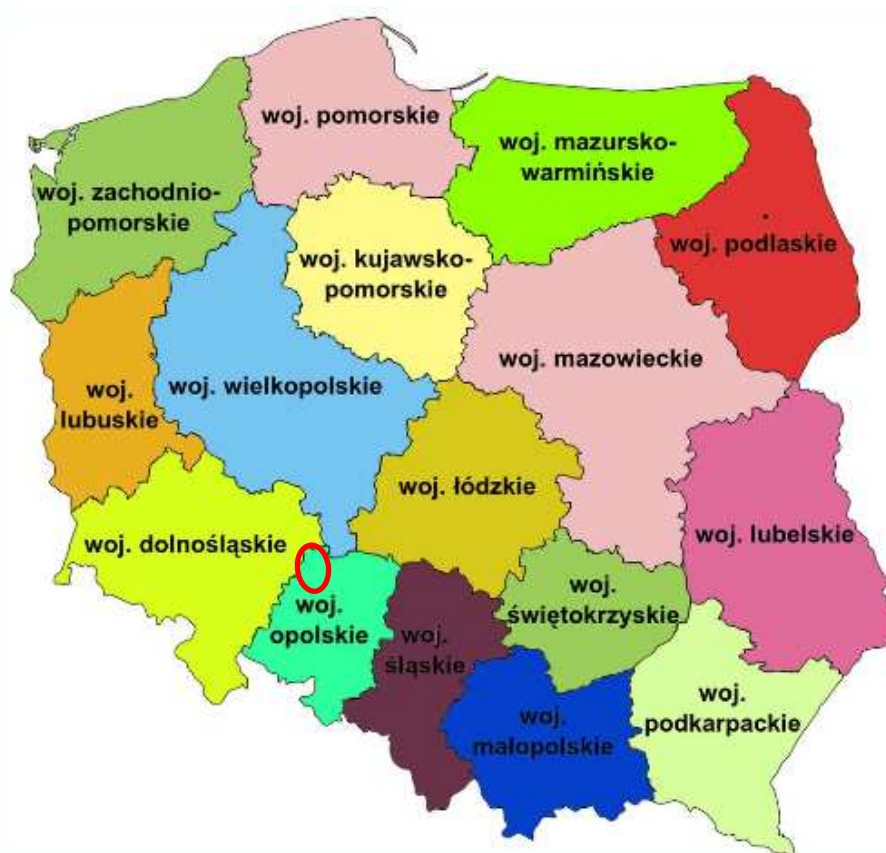 woj. pomorskie
woj. mazursko-
warmińskie
woj. zachodnio-
pomorskie
woj. podlaskie
woj. kujawsko-
pomorskie
woj. mazowieckie
woj. wielkopolskie
woj.
lubuskie
woj. łódzkie
woj. lubelskie
woj. dolnośląskie
woj.
świętokrzyskie
woj.
opolskie
woj.
śląskie
woj.
podkarpackie
woj.
małopolskie